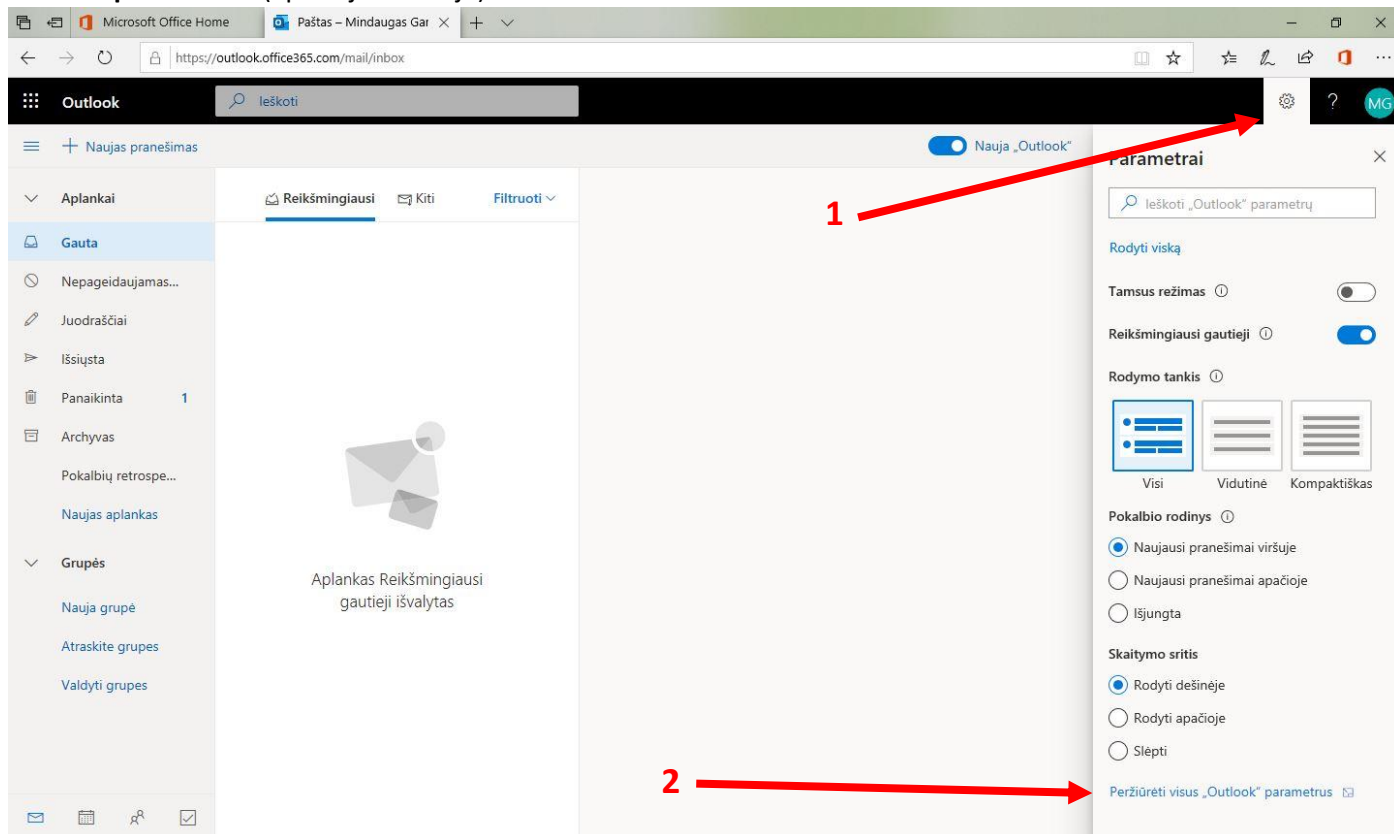 Microsoft Office Home
Paštas – Mindaugas Gar
https://outlook.office365.com/mail/inbox
Outlook
Ieškoti
?
MG
Naujas pranešimas
Nauja „Outlook“
Parametrai
Aplankai
Reikšmingiausi
Kiti
Filtruoti
1
Ieškoti „Outlook“ parametrų
Gauta
Rodyti viską
Nepageidaujamas...
Tamsus režimas
Juodraščiai
Reikšmingiausi gautieji
Išsiųsta
Rodymo tankis
Panaikinta 1
Archyvas
Pokalbių retrospe...
Visi
Vidutinė
Kompaktiškas
Naujas aplankas
Pokalbio rodinys
Naujausi pranešimai viršuje
Grupės
Aplankas Reikšmingiausi
gautieji išvalytas
Naujausi pranešimai apačioje
Nauja grupė
Išjungta
Atraskite grupes
Skaitymo sritis
Valdyti grupes
Rodyti dešinėje
Rodyti apačioje
Slėpti
2
Peržiūrėti visus „Outlook“ parametrus